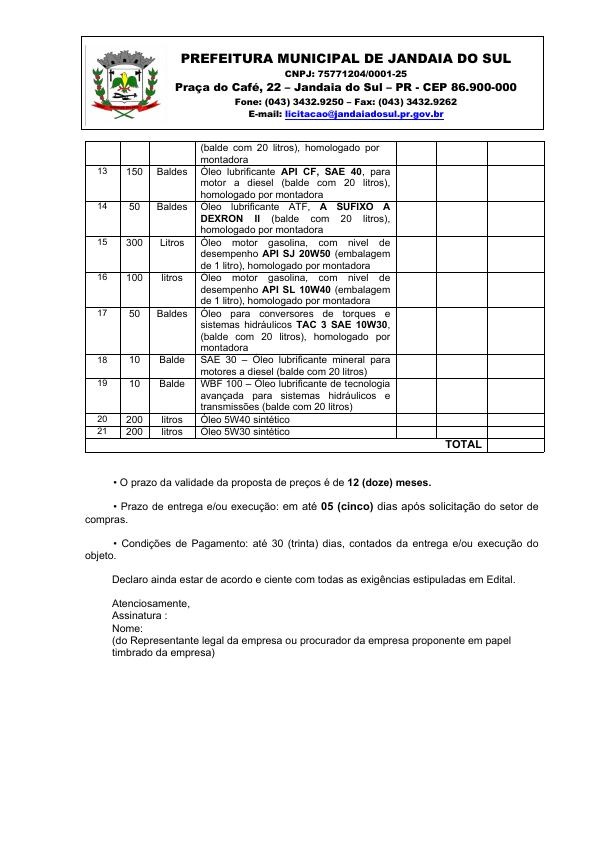 PREFEITURA MUNICIPAL DE JANDAIA DO SUL
CNPJ: 75771204/0001-25
Praça do Café, 22 – Jandaia do Sul – PR - CEP 86.900-000
Fone: (043) 3432.9250 – Fax: (043) 3432.9262
E-mail: licitacao@jandaiadosul.pr.gov.br
(balde com 20 litros), homologado por
montadora
13 150 Baldes Óleo lubrificante API CF, SAE 40, para
motor a diesel (balde com 20 litros),
homologado por montadora
14 50 Baldes Óleo lubrificante ATF, A SUFIXO A
DEXRON II (balde com 20 litros),
homologado por montadora
15 300 Litros Óleo motor gasolina, com nivel de
desempenho API SJ 20W50 (embalagem
de 1 litro), homologado por montadora
16 100 litros Óleo motor gasolina, com nivel de
desempenho API SL 10W40 (embalagem
de 1 litro), homologado por montadora
17 50 Baldes Óleo para conversores de torques e
sistemas hidráulicos TAC 3 SAE 10W30,
(balde com 20 litros), homologado por
montadora
18 10 Balde SAE 30 – Óleo lubrificante mineral para
motores a diesel (balde com 20 litros)
19 10 Balde WBF 100 – Óleo lubrificante de tecnologia
avançada para sistemas hidráulicos e
transmissões (balde com 20 litros)
20 200 litros Óleo 5W40 sintético
21 200 litros Óleo 5W30 sintético
TOTAL
• O prazo da validade da proposta de preços é de 12 (doze) meses.
• Prazo de entrega e/ou execução: em até 05 (cinco) dias após solicitação do setor de
compras.
• Condições de Pagamento: até 30 (trinta) dias, contados da entrega e/ou execução do
objeto.
Declaro ainda estar de acordo e ciente com todas as exigências estipuladas em Edital.
Atenciosamente,
Assinatura :
Nome:
(do Representante legal da empresa ou procurador da empresa proponente em papel
timbrado da empresa)